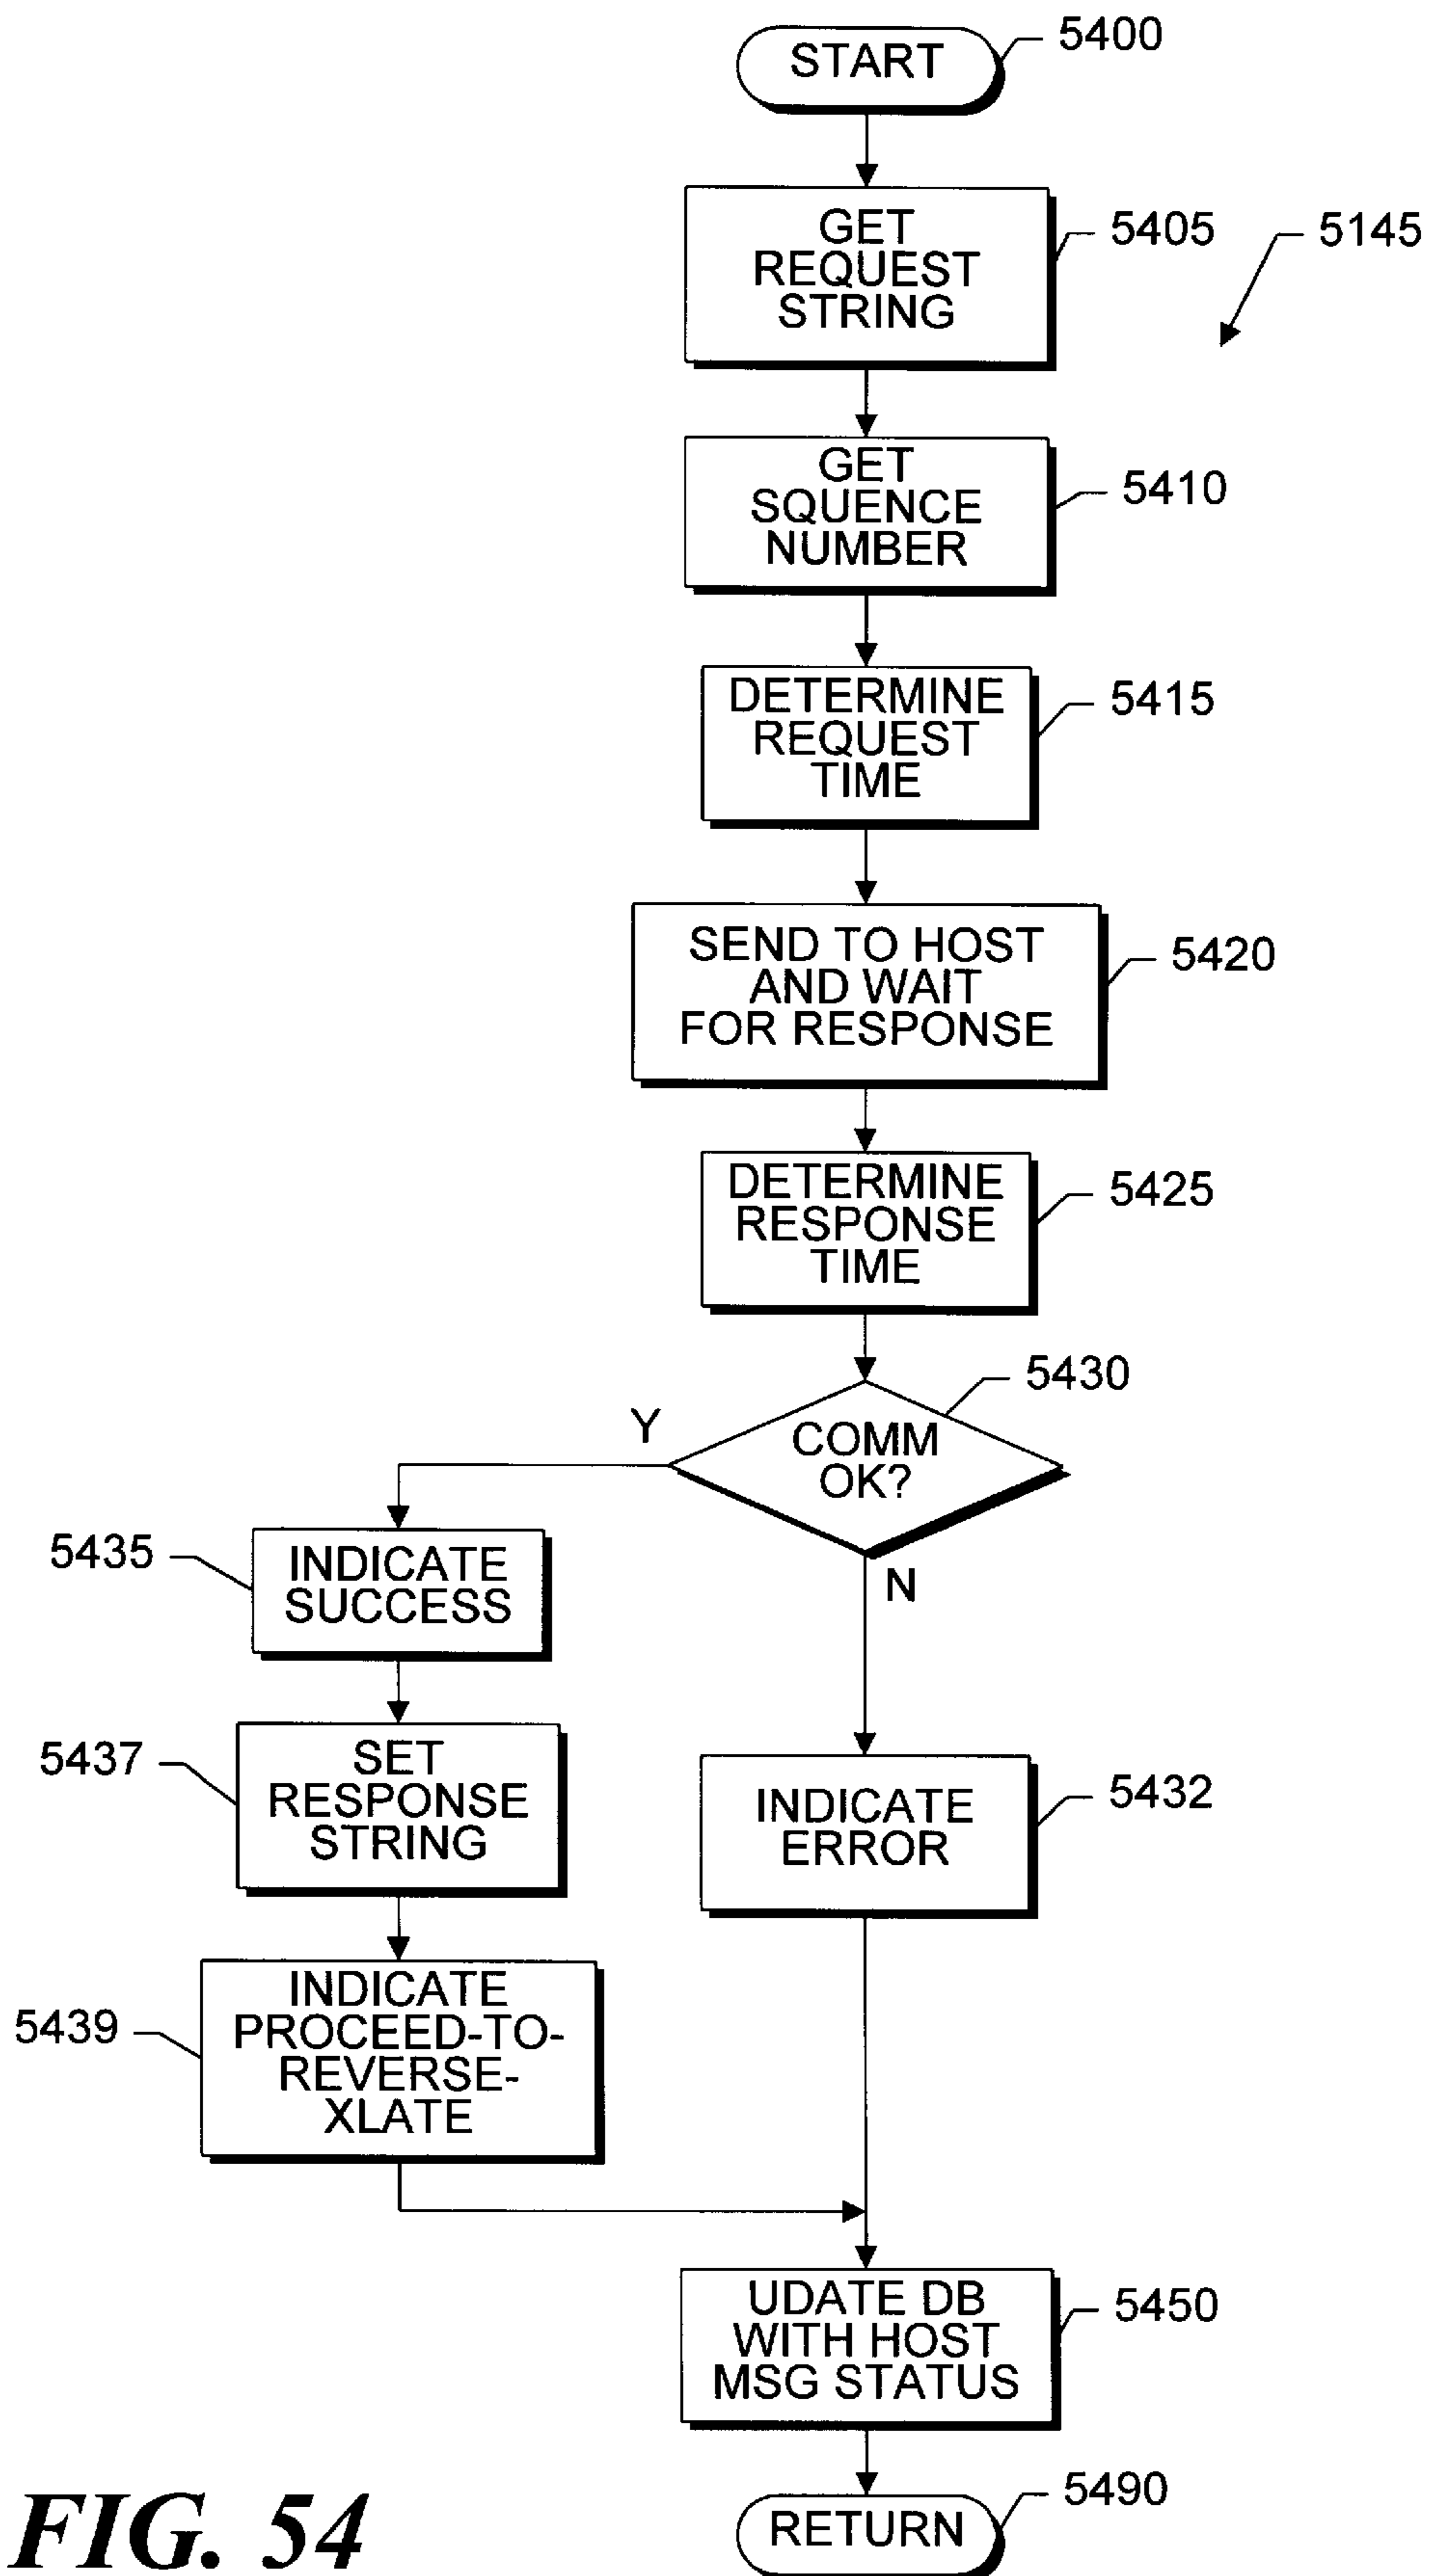 START
5400
GET
REQUEST
STRING
5405
5145
GET
SQUENCE
NUMBER
5410
DETERMINE
REQUEST
TIME
5415
SEND TO HOST
AND WAIT
FOR RESPONSE
5420
DETERMINE
RESPONSE
TIME
5425
5430
COMM
OK?
Y
N
5435
INDICATE
SUCCESS
5437
SET
RESPONSE
STRING
INDICATE
ERROR
5432
5439
INDICATE
PROCEED-TO-
REVERSE-
XLATE
UDATE DB
WITH HOST
MSG STATUS
5450
RETURN
5490
FIG. 54